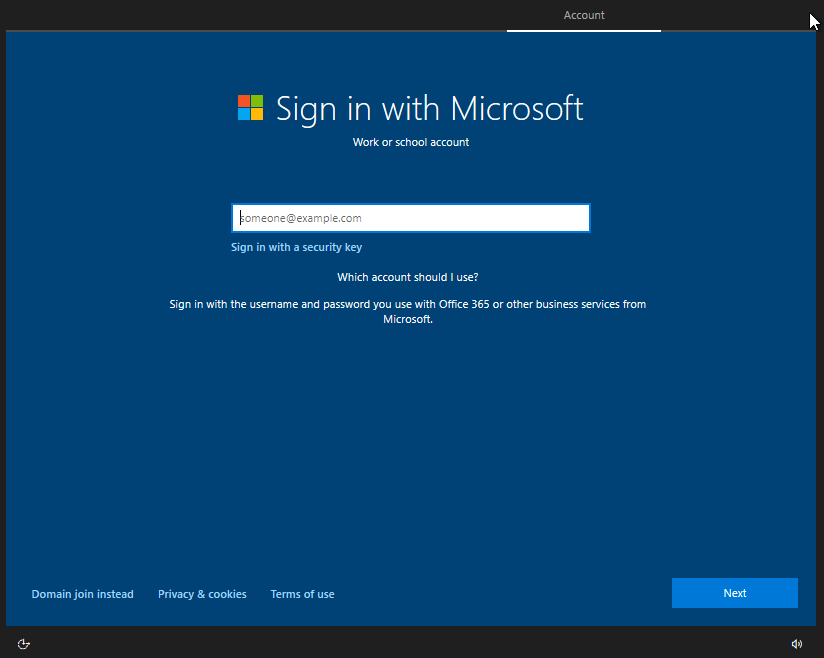 Account
Sign in with Microsoft
Work or school account
someone@example.com
Sign in with a security key
Which account should I use?
Sign in with the username and password you use with Office 365 or other business services from
Microsoft.
Domain join instead Privacy & cookies Terms of use Next